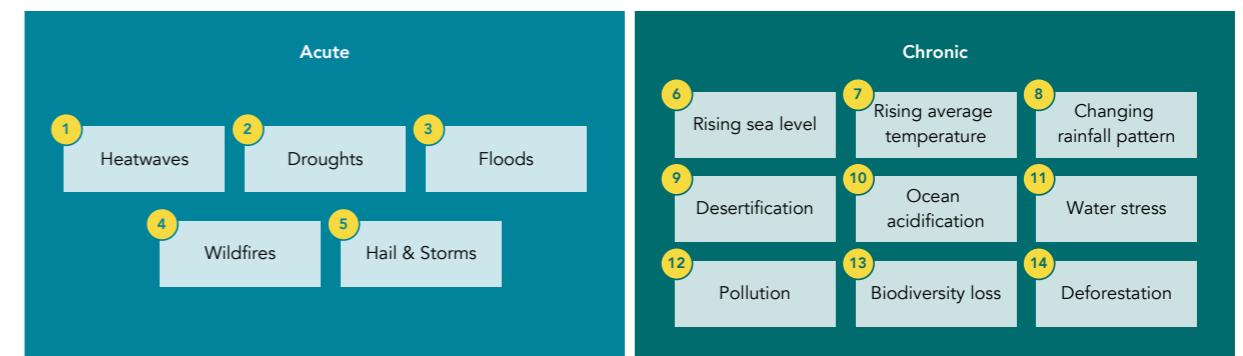 Acute
1
Heatwaves
2
Droughts
3
Floods
4
Wildfires
5
Hail & Storms
Chronic
6
Rising sea level
7
Rising average
temperature
8
Changing
rainfall pattern
9
Desertification
10
Ocean
acidification
11
Water stress
12
Pollution
13
Biodiversity loss
14
Deforestation